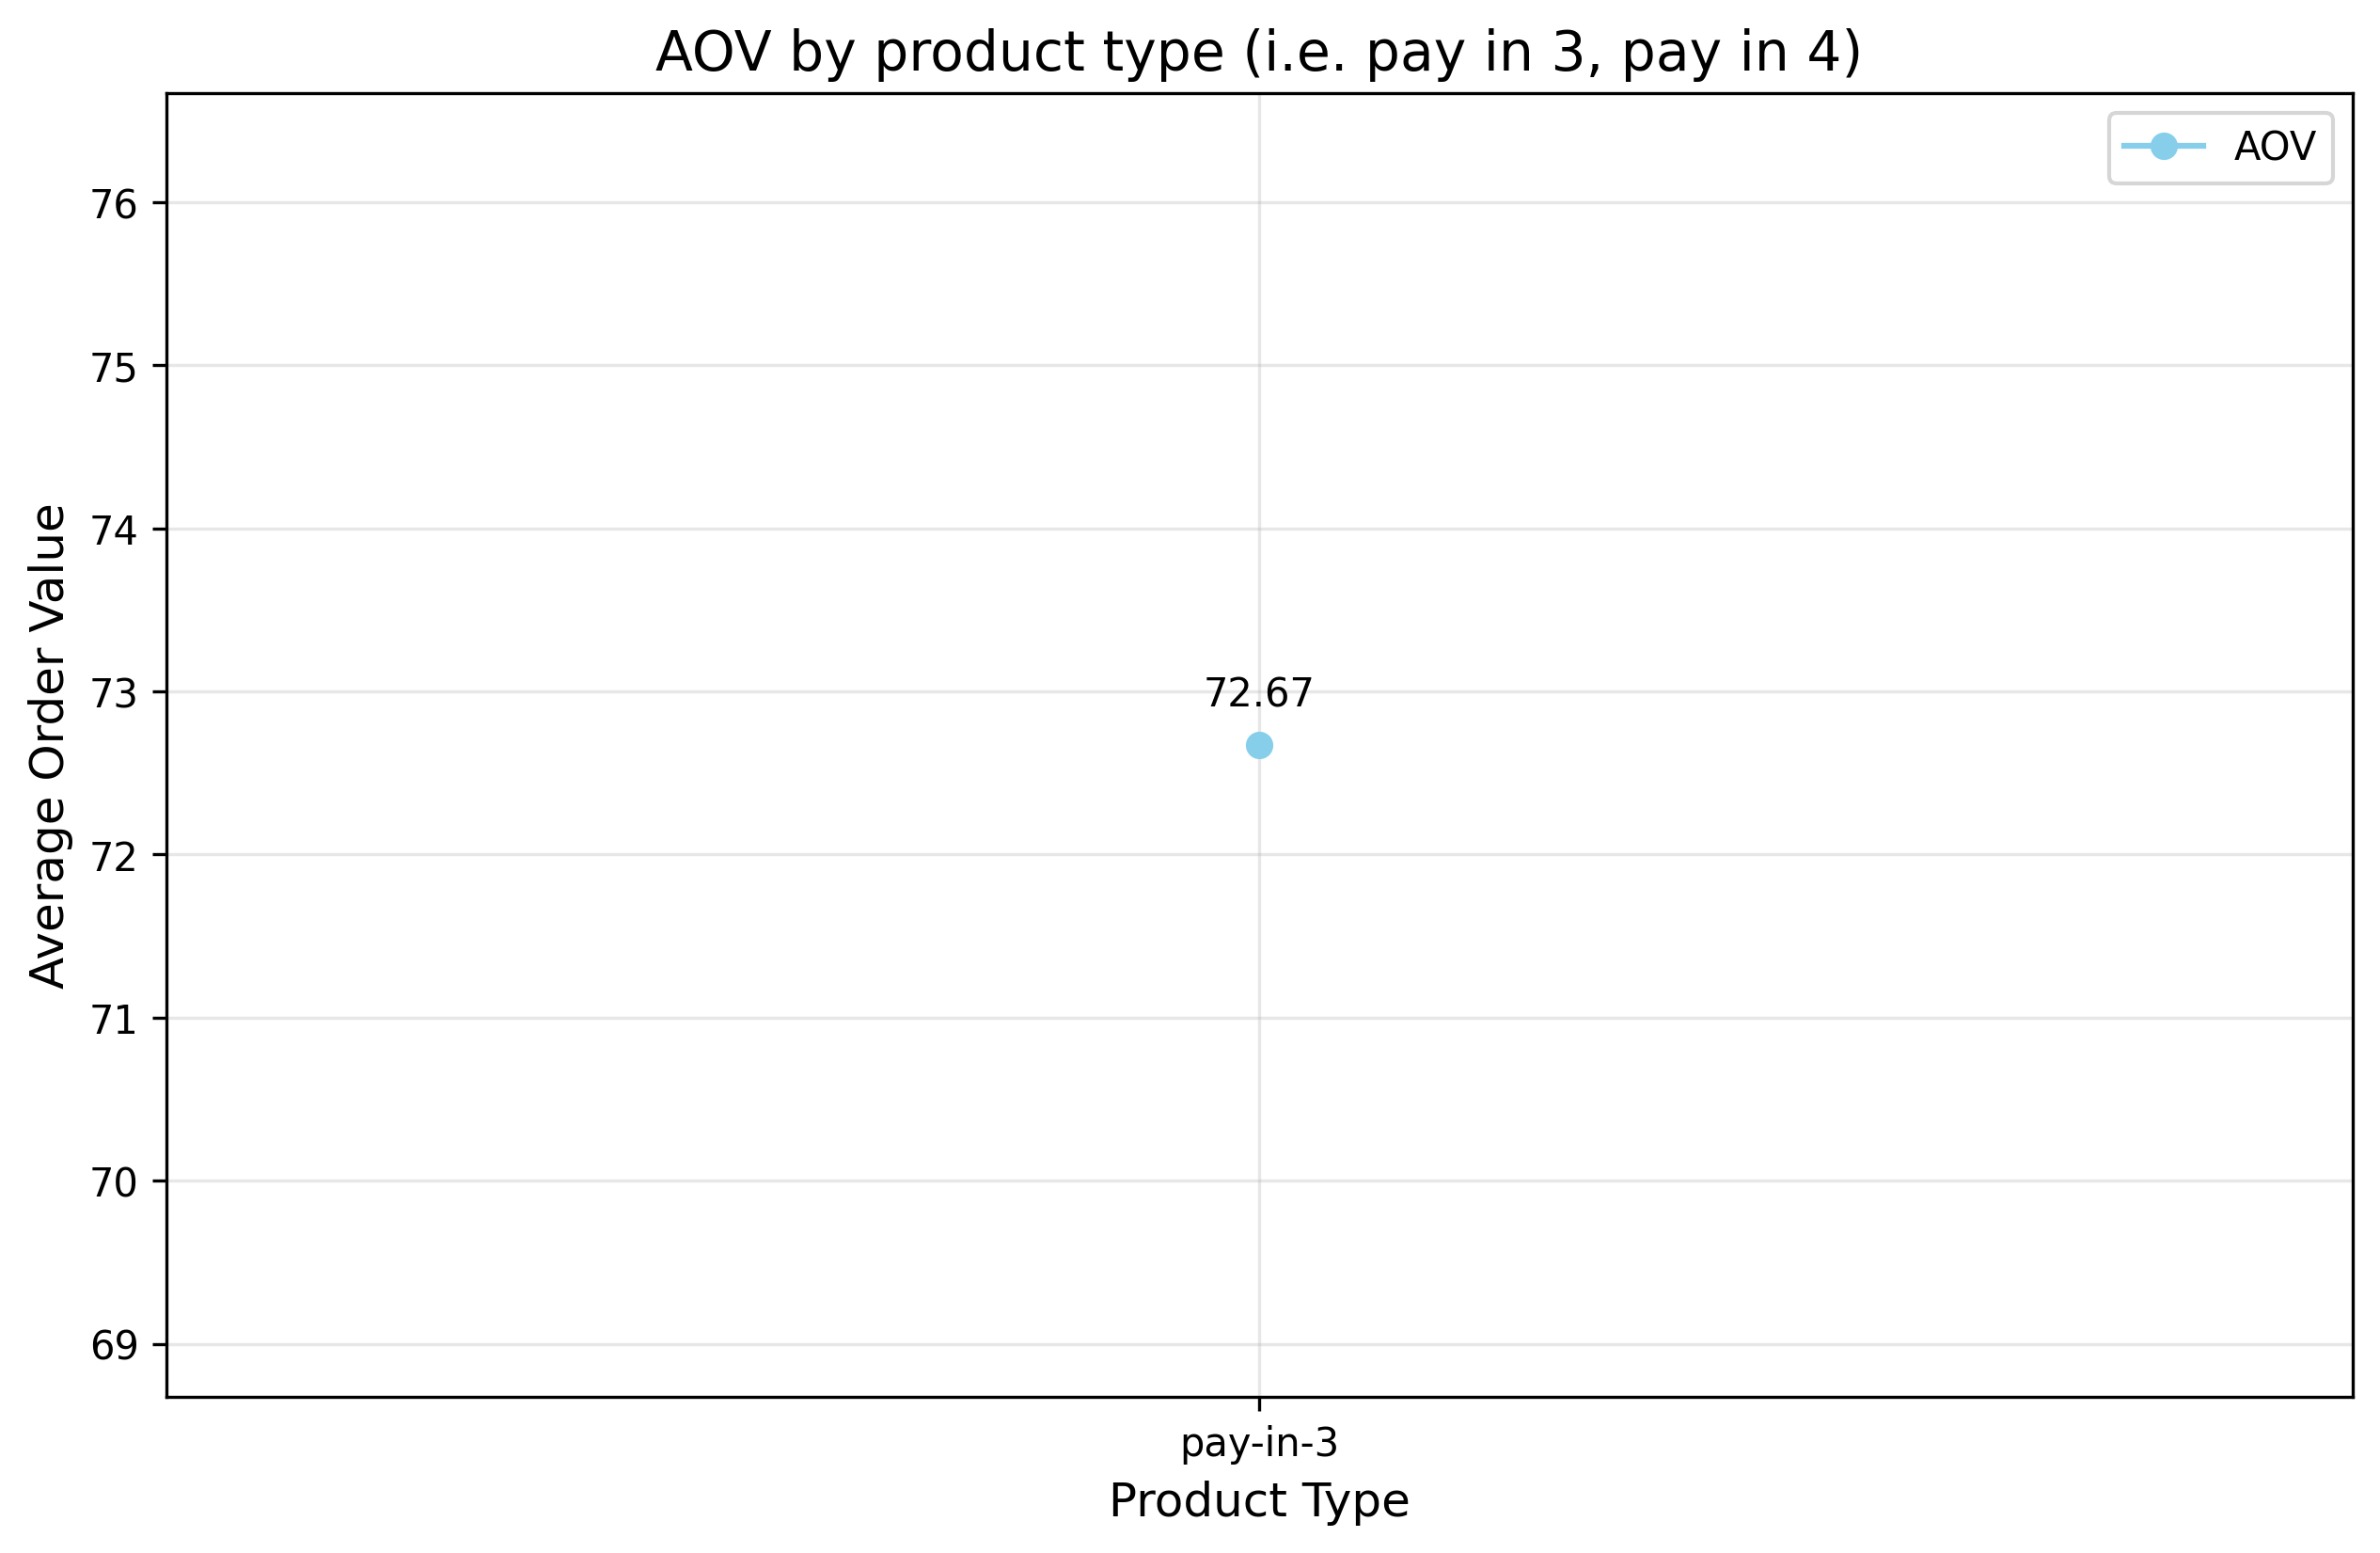 AOV by product type (i.e. pay in 3, pay in 4)
AOV
76
75
74
73
72
71
70
69
Average Order Value
72.67
pay-in-3
Product Type